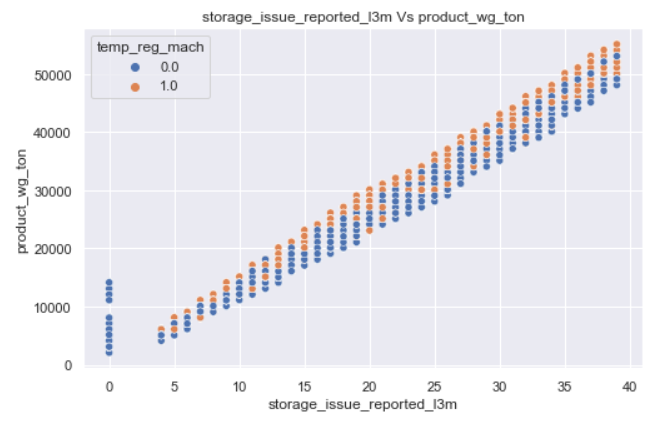 storage_issue_reported_l3m Vs product_wg_ton
temp_reg_mach
0.0
1.0
product_wg_ton
50000
40000
30000
20000
10000
0
0 5 10 15 20 25 30 35 40
storage_issue_reported_l3m